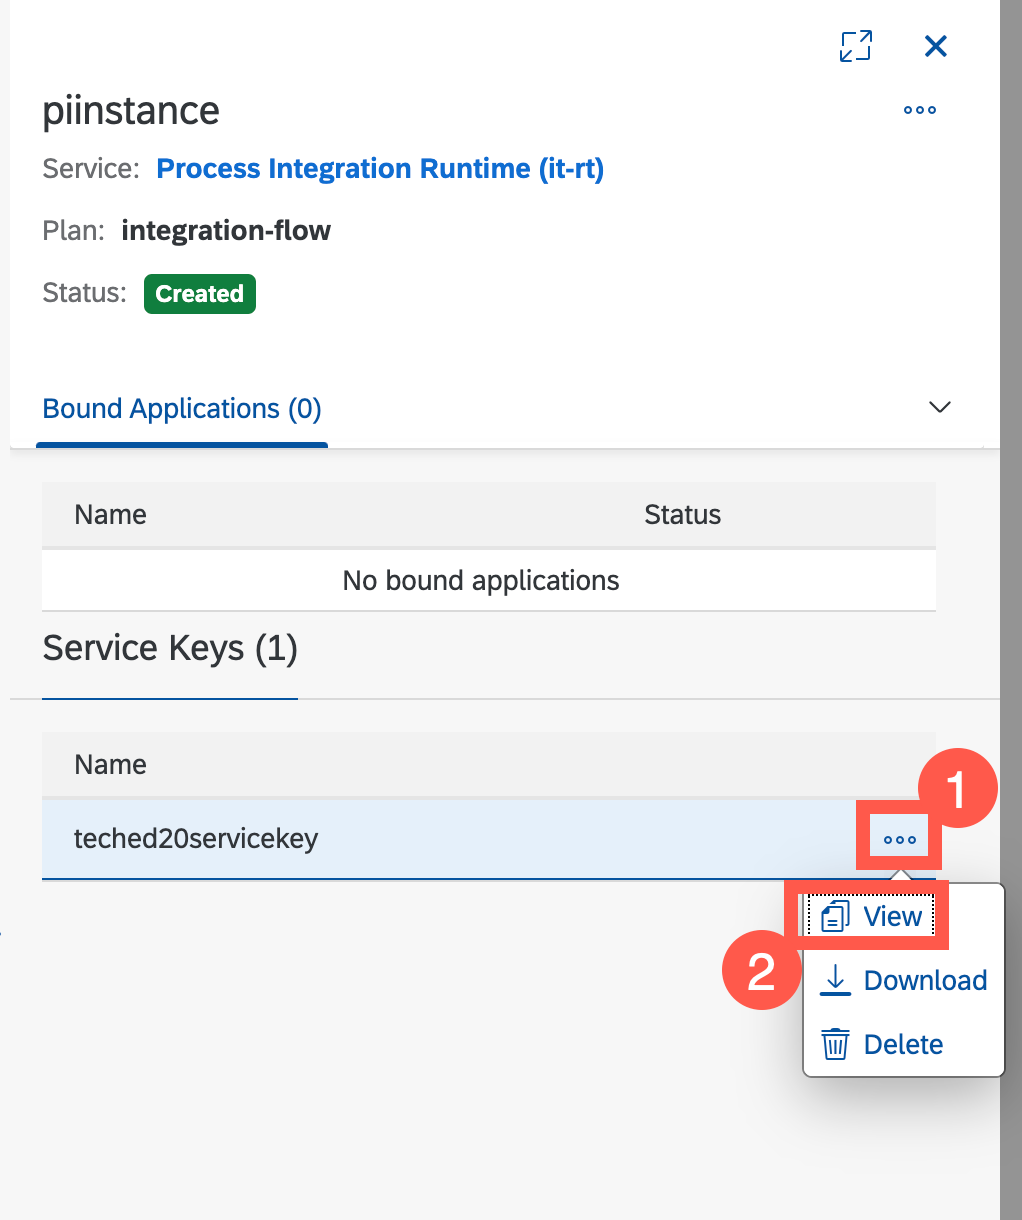 piinstance
Service: Process Integration Runtime (it-rt)
Plan: integration-flow
Status: Created
Bound Applications (0)
Name Status
No bound applications
Service Keys (1)
Name
1
teched20servicekey
View
2
Download
Delete